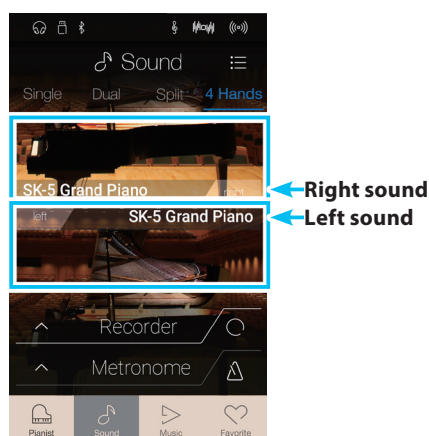 Sound
Single Dual Split 4 Hands
SK-5 Grand Piano right
Right sound
left SK-5 Grand Piano
Left sound
Recorder
Metronome
Pianist Sound Music Favorite